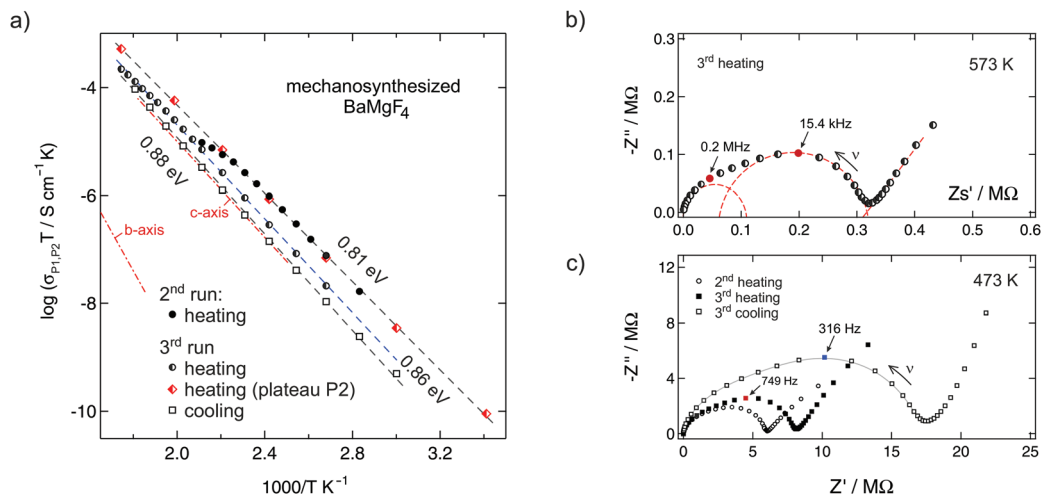 a)
mechanosynthesized
BaMgF4
log (σP1,P2T / S cm⁻¹ K)
-4
-6
-8
-10
0.88 eV
c-axis
b-axis
0.81 eV
0.86 eV
2nd run:
heating
3rd run
heating
heating (plateau P2)
cooling
2.0
2.4
2.8
3.2
1000/T K⁻¹
b)
0.3
3rd heating
573 K
0.2
15.4 kHz
0.2 MHz
ν
0.1
0.0
Zs' / MΩ
-Z'' / MΩ
0.0
0.1
0.2
0.3
0.4
0.5
0.6
c)
12
2nd heating
3rd heating
3rd cooling
473 K
8
316 Hz
749 Hz
ν
4
0
-Z'' / MΩ
0
5
10
15
20
25
Z' / MΩ